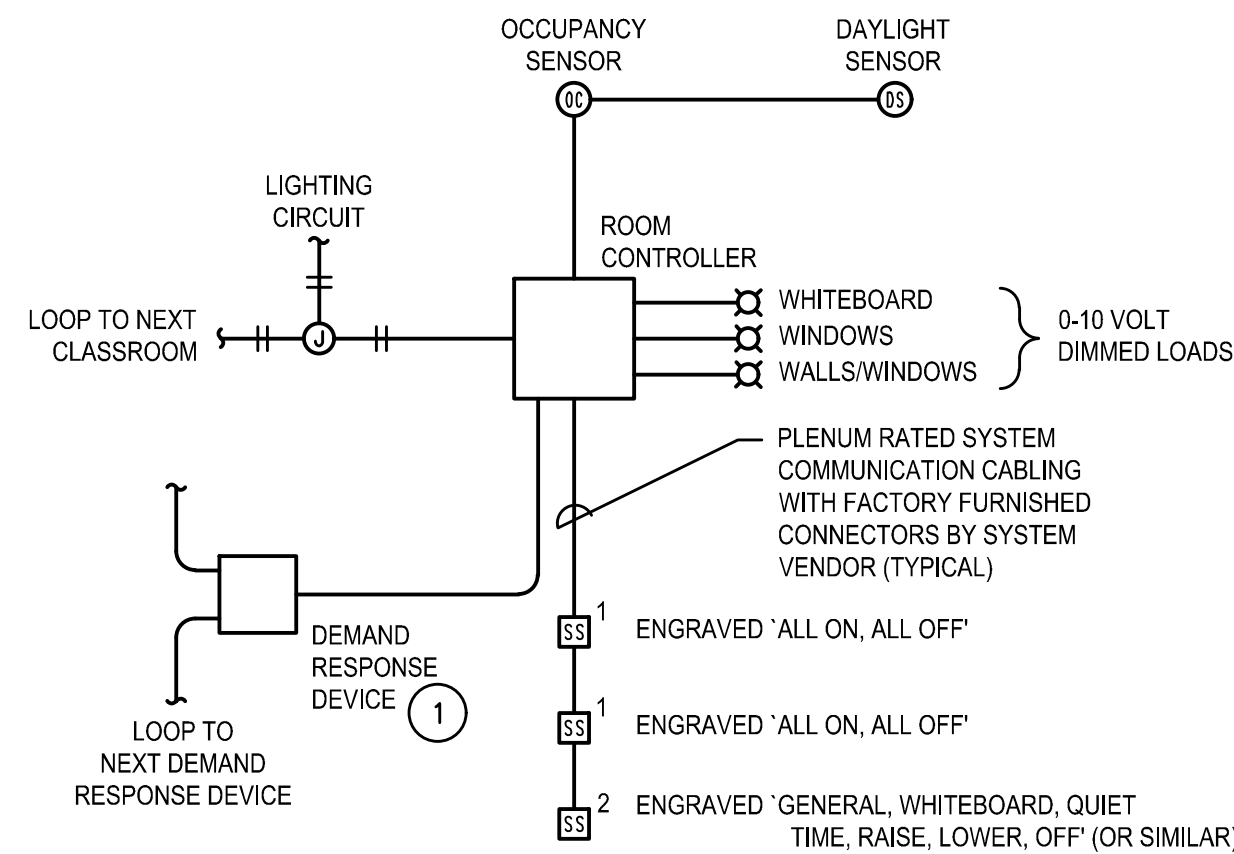 OCCUPANCY
SENSOR
DAYLIGHT
SENSOR
OC
DS
LIGHTING
CIRCUIT
ROOM
CONTROLLER
LOOP TO NEXT
CLASSROOM
J
WHITEBOARD
WINDOWS
WALLS/WINDOWS
0-10 VOLT
DIMMED LOADS
PLENUM RATED SYSTEM
COMMUNICATION CABLING
WITH FACTORY FURNISHED
CONNECTORS BY SYSTEM
VENDOR (TYPICAL)
DEMAND
RESPONSE
DEVICE
1
LOOP TO
NEXT DEMAND
RESPONSE DEVICE
SS 1 ENGRAVED `ALL ON, ALL OFF'
SS 1 ENGRAVED `ALL ON, ALL OFF'
SS 2 ENGRAVED `GENERAL, WHITEBOARD, QUIET
TIME, RAISE, LOWER, OFF' (OR SIMILAR)